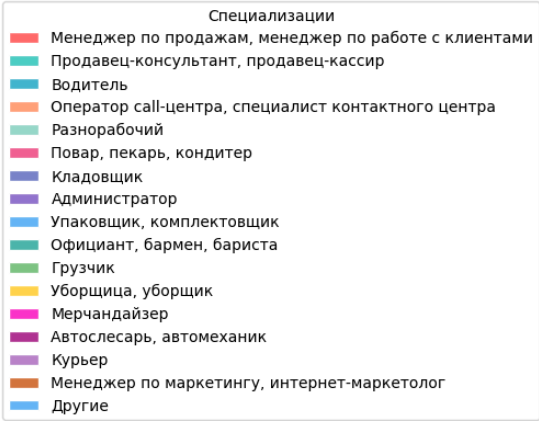 Специализации
Менеджер по продажам, менеджер по работе с клиентами
Продавец-консультант, продавец-кассир
Водитель
Оператор call-центра, специалист контактного центра
Разнорабочий
Повар, пекарь, кондитер
Кладовщик
Администратор
Упаковщик, комплектовщик
Официант, бармен, бариста
Грузчик
Уборщица, уборщик
Мерчандайзер
Автослесарь, автомеханик
Курьер
Менеджер по маркетингу, интернет-маркетолог
Другие